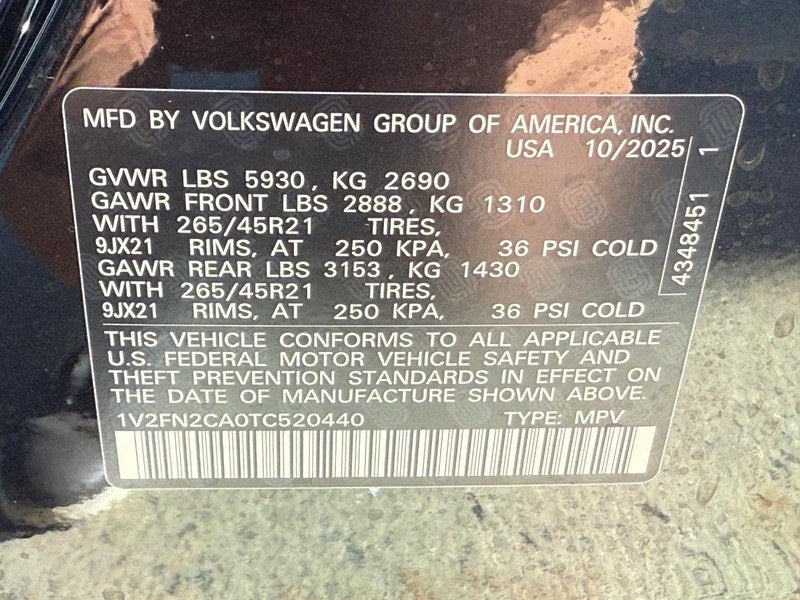 MFD BY VOLKSWAGEN GROUP OF AMERICA, INC.
USA 10/2025
GVWR LBS 5930, KG 2690
GAWR FRONT LBS 2888, KG 1310
WITH 265/45R21 TIRES,
9JX21 RIMS, AT 250 KPA, 36 PSI COLD
GAWR REAR LBS 3153, KG 1430
WITH 265/45R21 TIRES,
9JX21 RIMS, AT 250 KPA, 36 PSI COLD
4348451 1
THIS VEHICLE CONFORMS TO ALL APPLICABLE
U.S. FEDERAL MOTOR VEHICLE SAFETY AND
THEFT PREVENTION STANDARDS IN EFFECT ON
THE DATE OF MANUFACTURE SHOWN ABOVE.
1V2FN2CA0TC520440 TYPE: MPV